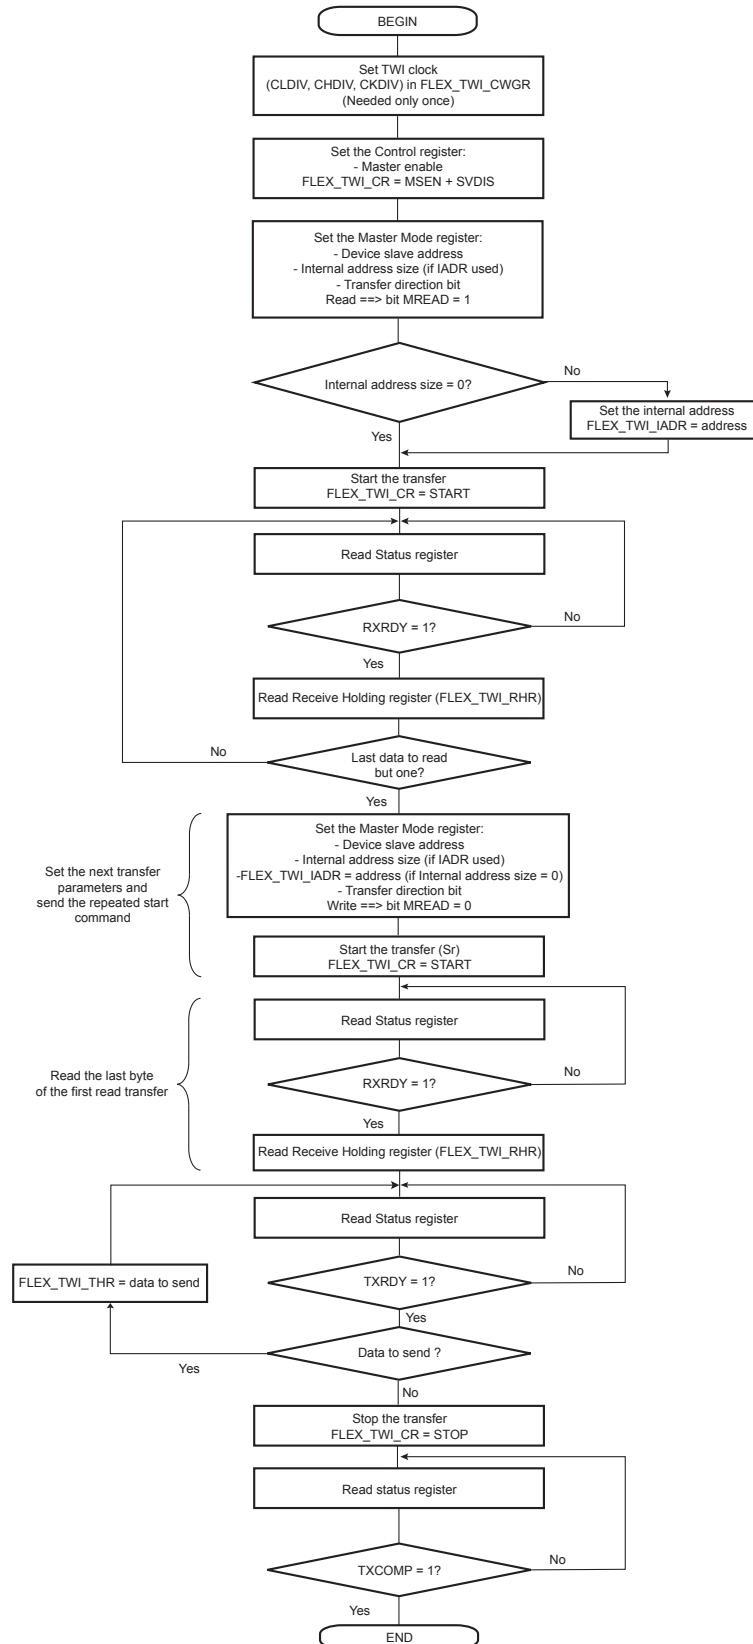 BEGIN
Set TWI clock
(CLDIV, CHDIV, CKDIV) in FLEX_TWI_CWGR
(Needed only once)
Set the Control register:
- Master enable
FLEX_TWI_CR = MSEN + SVDIS
Set the Master Mode register:
- Device slave address
- Internal address size (if IADR used)
- Transfer direction bit
Read ==> bit MREAD = 1
Internal address size = 0?
No
Set the internal address
FLEX_TWI_IADR = address
Yes
Start the transfer
FLEX_TWI_CR = START
Read Status register
RXRDY = 1?
No
Yes
Read Receive Holding register (FLEX_TWI_RHR)
No
Last data to read
but one?
Yes
Set the next transfer
parameters and
send the repeated start
command
Set the Master Mode register:
- Device slave address
- Internal address size (if IADR used)
-FLEX_TWI_IADR = address (if Internal address size = 0)
- Transfer direction bit
Write ==> bit MREAD = 0
Start the transfer (Sr)
FLEX_TWI_CR = START
Read the last byte
of the first read transfer
Read Status register
RXRDY = 1?
No
Yes
Read Receive Holding register (FLEX_TWI_RHR)
Read Status register
FLEX_TWI_THR = data to send
TXRDY = 1?
No
Yes
Data to send ?
Yes
No
Stop the transfer
FLEX_TWI_CR = STOP
Read status register
TXCOMP = 1?
No
Yes
END